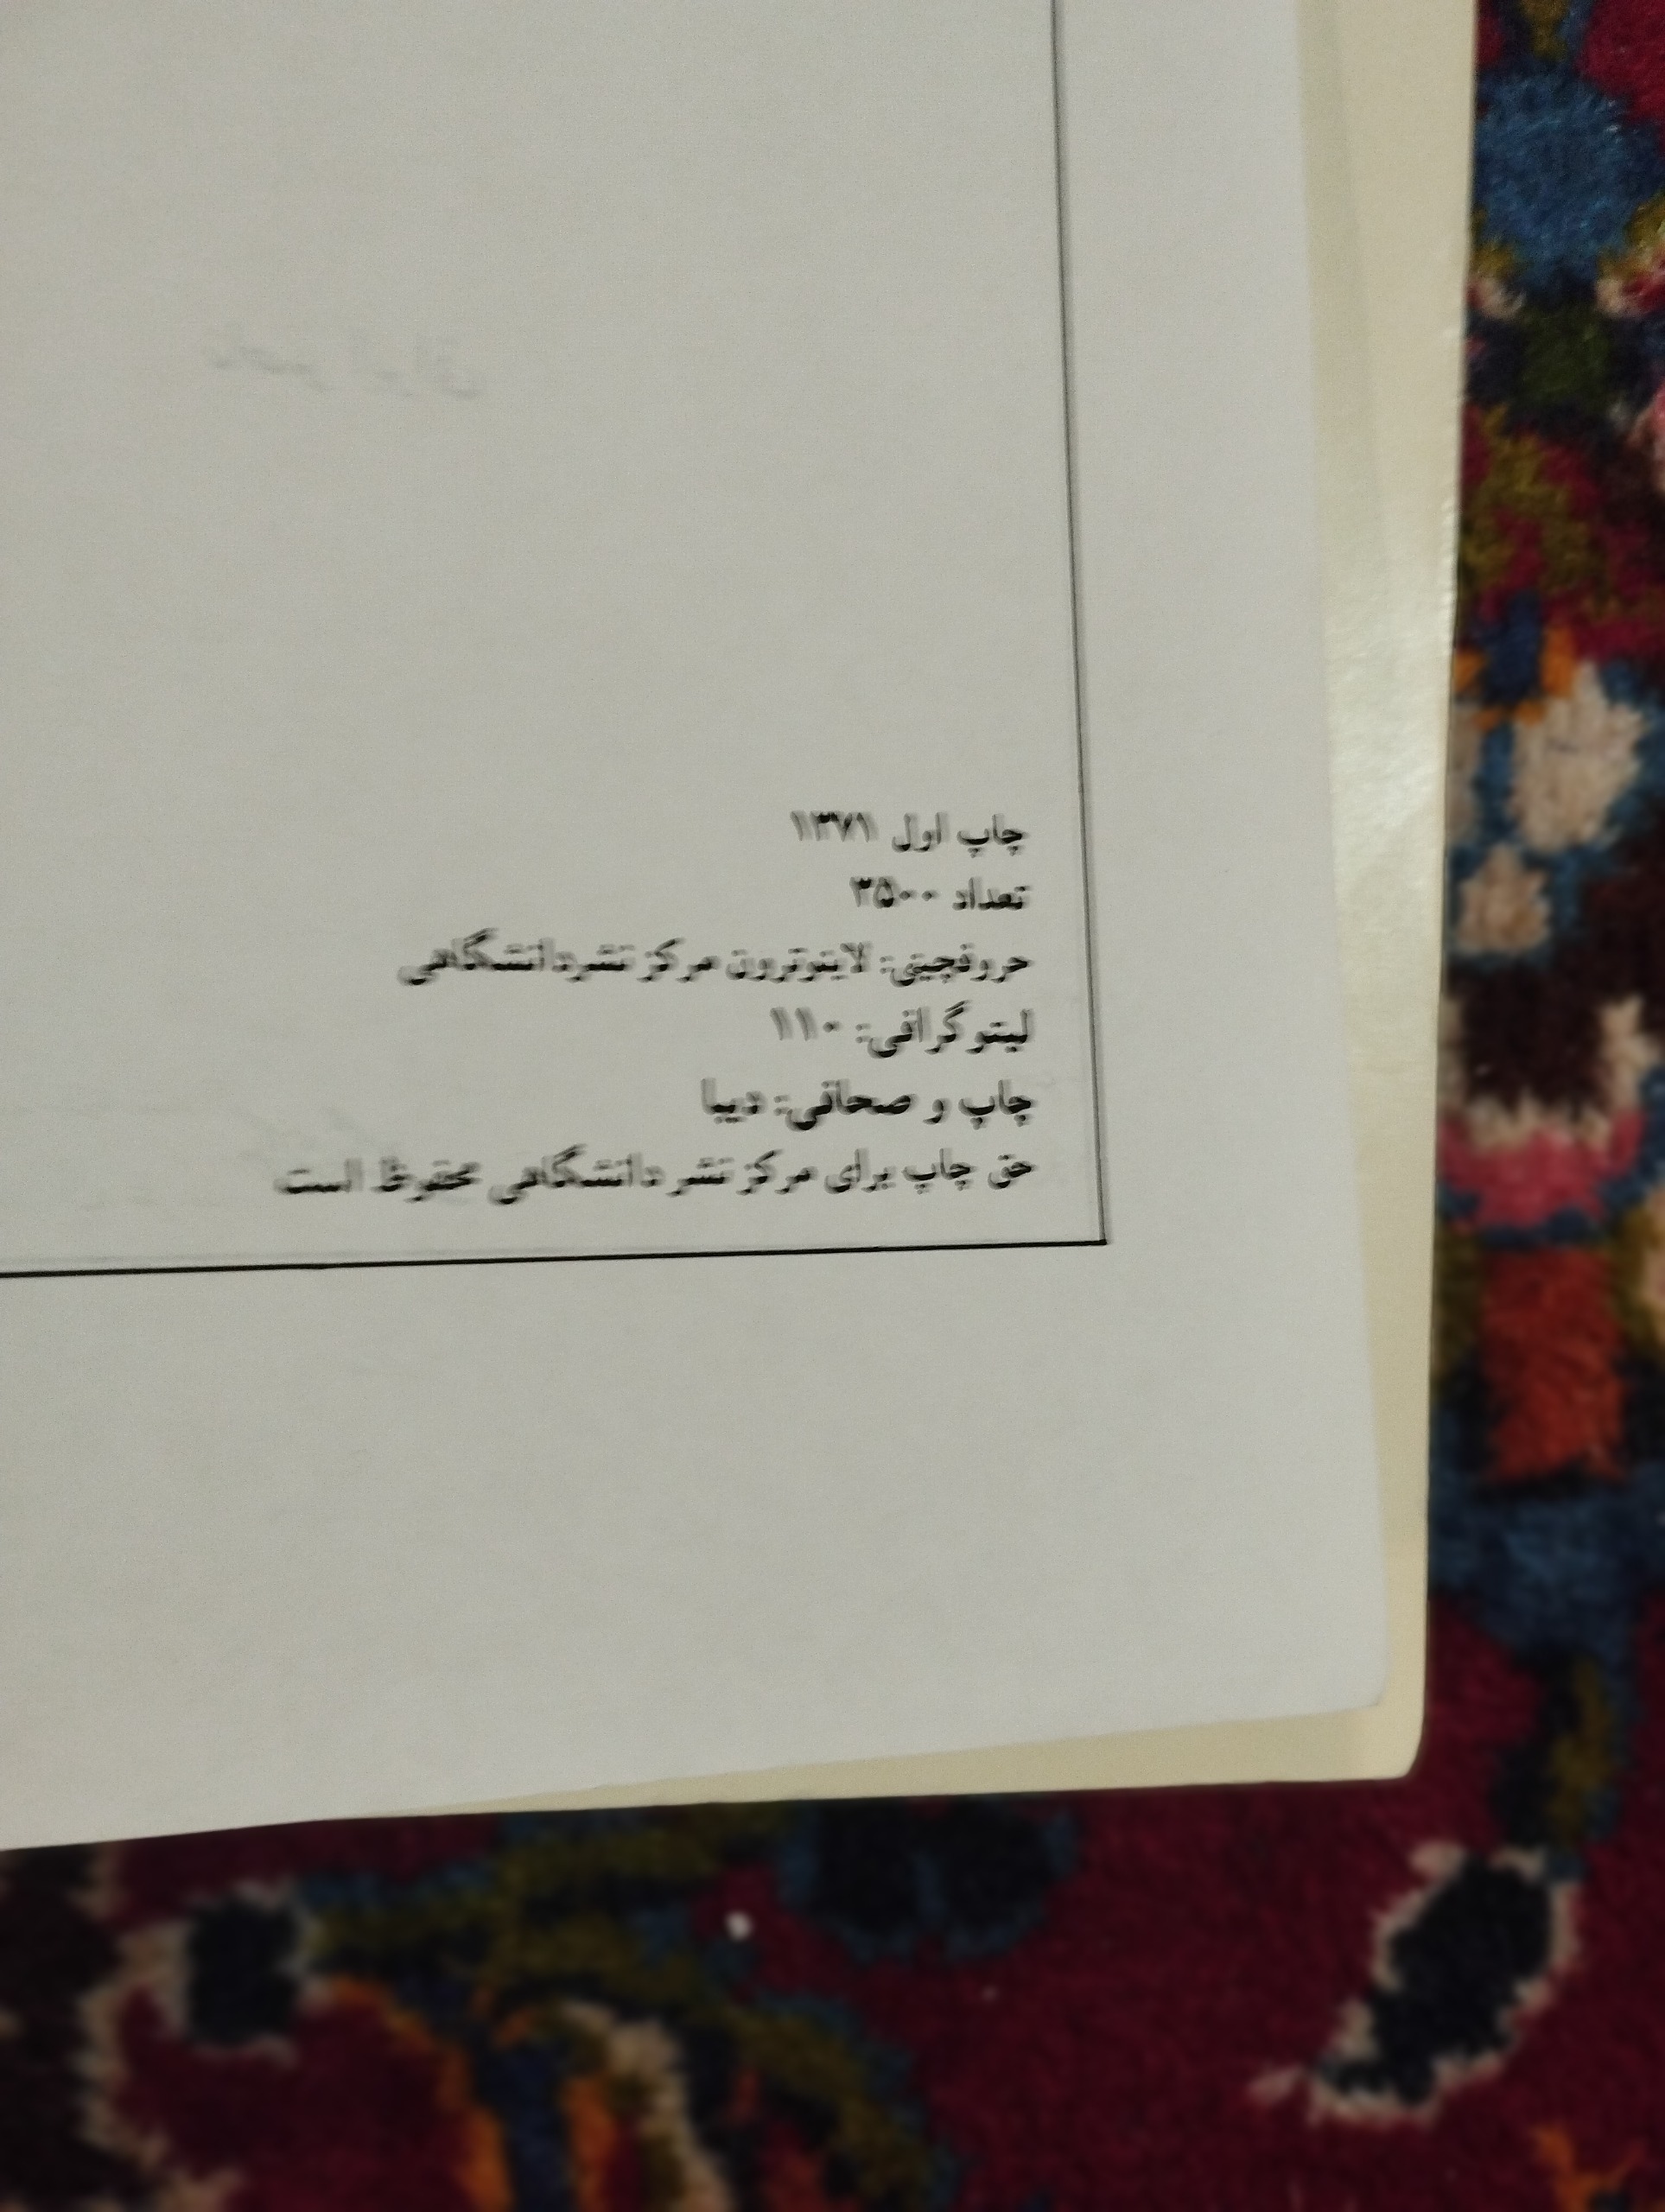 چاپ اول ۱۳۷۱
تعداد ۳۵۰۰
حروفچینی: لاینوترون مرکز نشر دانشگاهی
لیتوگرافی: ۱۱۰
چاپ و صحافی: دیبا
حق چاپ برای مرکز نشر دانشگاهی محفوظ است